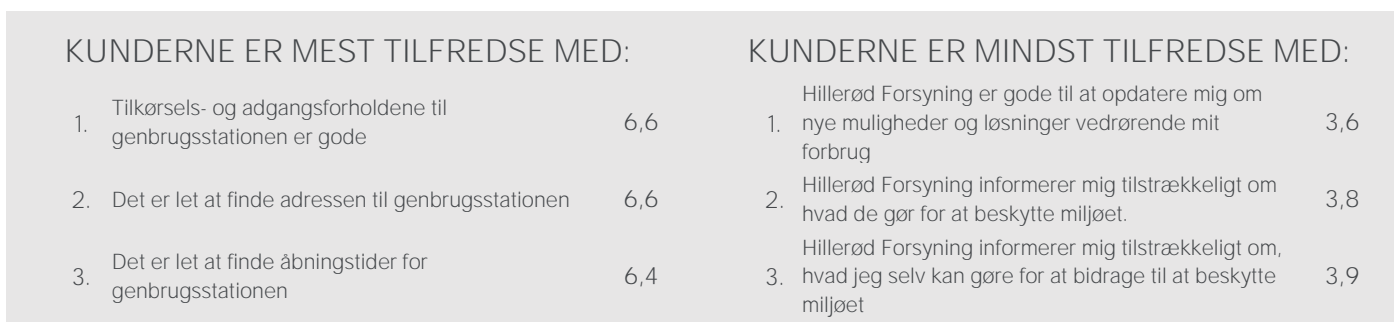 KUNDERNE ER MEST TILFREDSE MED:
1. Tilkørsels- og adgangsforholdene til
genbrugsstationen er gode 6,6
2. Det er let at finde adressen til genbrugsstationen 6,6
3. Det er let at finde åbningstider for
genbrugsstationen 6,4
KUNDERNE ER MINDST TILFREDSE MED:
Hillerød Forsyning er gode til at opdatere mig om
1. nye muligheder og løsninger vedrørende mit 3,6
forbrug
2. Hillerød Forsyning informerer mig tilstrækkeligt om
hvad de gør for at beskytte miljøet. 3,8
Hillerød Forsyning informerer mig tilstrækkeligt om,
3. hvad jeg selv kan gøre for at bidrage til at beskytte 3,9
miljøet